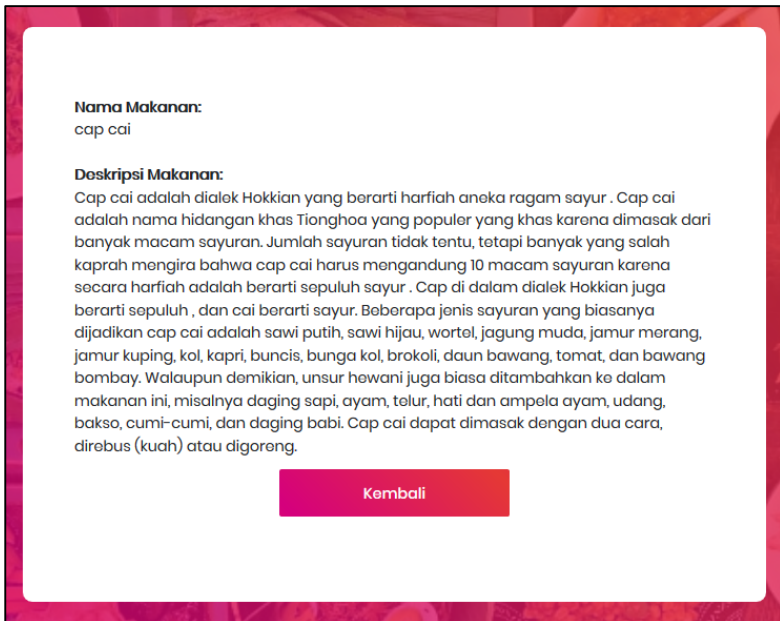 Nama Makanan:
cap cai
Deskripsi Makanan:
Cap cai adalah dialek Hokkian yang berarti harfiah aneka ragam sayur . Cap cai
adalah nama hidangan khas Tionghoa yang populer yang khas karena dimasak dari
banyak macam sayuran. Jumlah sayuran tidak tentu, tetapi banyak yang salah
kaprah mengira bahwa cap cai harus mengandung 10 macam sayuran karena
secara harfiah adalah berarti sepuluh sayur . Cap di dalam dialek Hokkian juga
berarti sepuluh , dan cai berarti sayur. Beberapa jenis sayuran yang biasanya
dijadikan cap cai adalah sawi putih, sawi hijau, wortel, jagung muda, jamur merang,
jamur kuping, kol, kapri, buncis, bunga kol, brokoli, daun bawang, tomat, dan bawang
bombay. Walaupun demikian, unsur hewani juga biasa ditambahkan ke dalam
makanan ini, misalnya daging sapi, ayam, telur, hati dan ampela ayam, udang,
bakso, cumi-cumi, dan daging babi. Cap cai dapat dimasak dengan dua cara,
direbus (kuah) atau digoreng.
Kembali